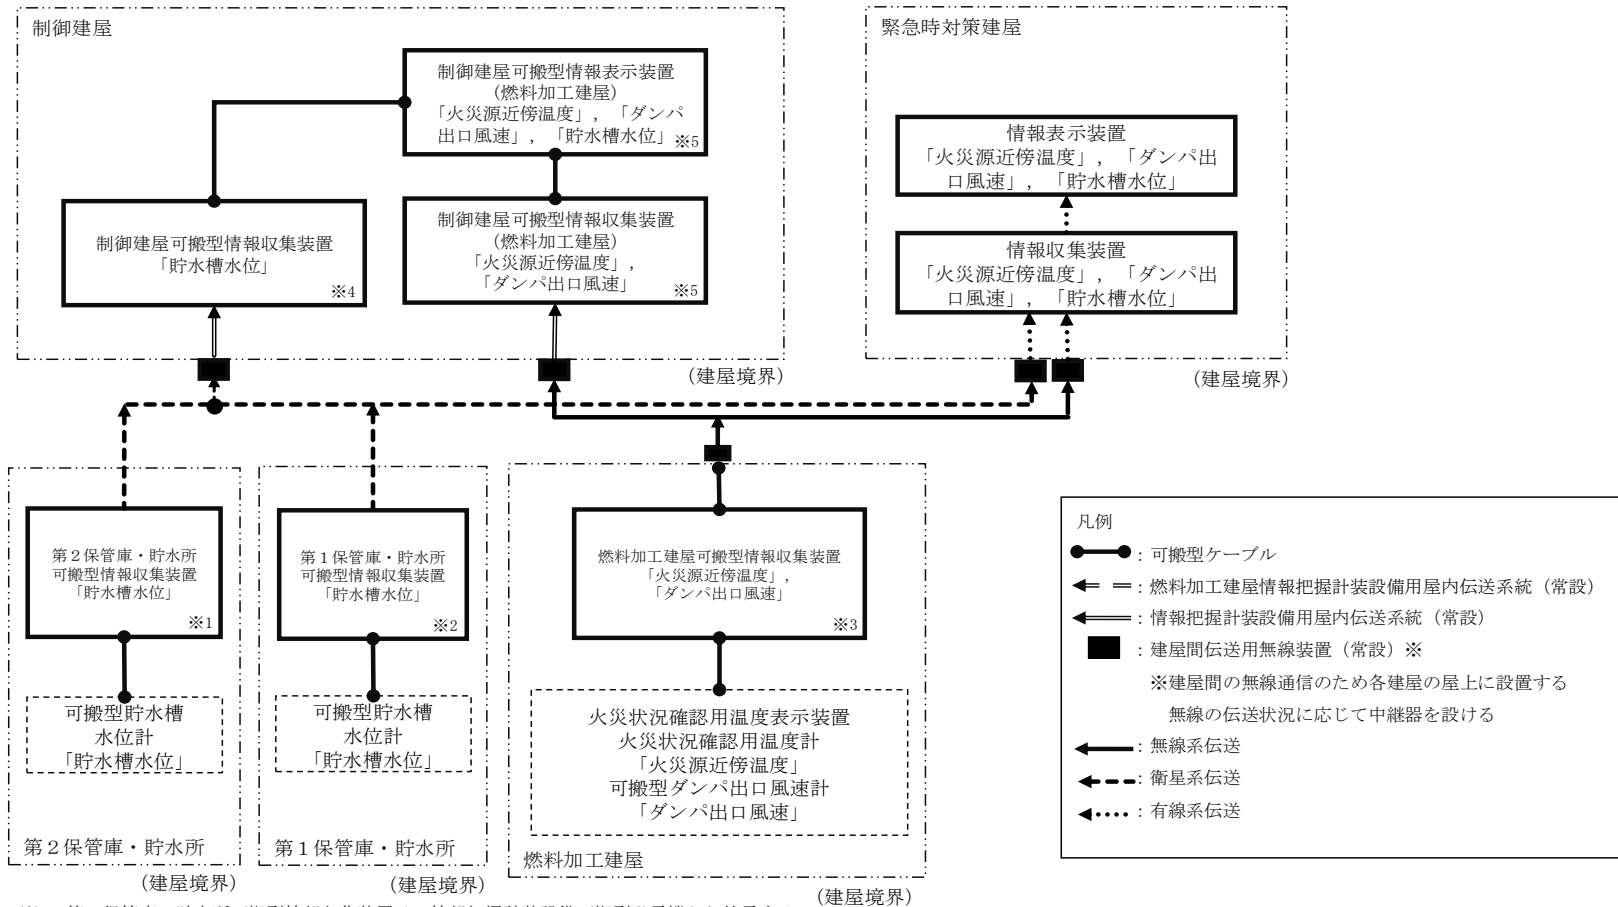 制御建屋
制御建屋可搬型情報表示装置
(燃料加工建屋)
「火災源近傍温度」，「ダンパ
出口風速」，「貯水槽水位」※5
制御建屋可搬型情報収集装置
「貯水槽水位」
※4
制御建屋可搬型情報収集装置
(燃料加工建屋)
「火災源近傍温度」，
「ダンパ出口風速」
※5
(建屋境界)
緊急時対策建屋
情報表示装置
「火災源近傍温度」，「ダンパ出
口風速」，「貯水槽水位」
情報収集装置
「火災源近傍温度」，「ダンパ出
口風速」，「貯水槽水位」
(建屋境界)
第２保管庫・貯水所
可搬型情報収集装置
「貯水槽水位」
※1
可搬型貯水槽
水位計
「貯水槽水位」
第２保管庫・貯水所
(建屋境界)
第１保管庫・貯水所
可搬型情報収集装置
「貯水槽水位」
※2
可搬型貯水槽
水位計
「貯水槽水位」
第１保管庫・貯水所
(建屋境界)
燃料加工建屋可搬型情報収集装置
「火災源近傍温度」，
「ダンパ出口風速」
※3
火災状況確認用温度表示装置
火災状況確認用温度計
「火災源近傍温度」
可搬型ダンパ出口風速計
「ダンパ出口風速」
燃料加工建屋
(建屋境界)
凡例
：可搬型ケーブル
：燃料加工建屋情報把握計装設備用屋内伝送系統（常設）
：情報把握計装設備用屋内伝送系統（常設）
：建屋間伝送用無線装置（常設）※
※建屋間の無線通信のため各建屋の屋上に設置する
無線の伝送状況に応じて中継器を設ける
：無線系伝送
：衛星系伝送
：有線系伝送